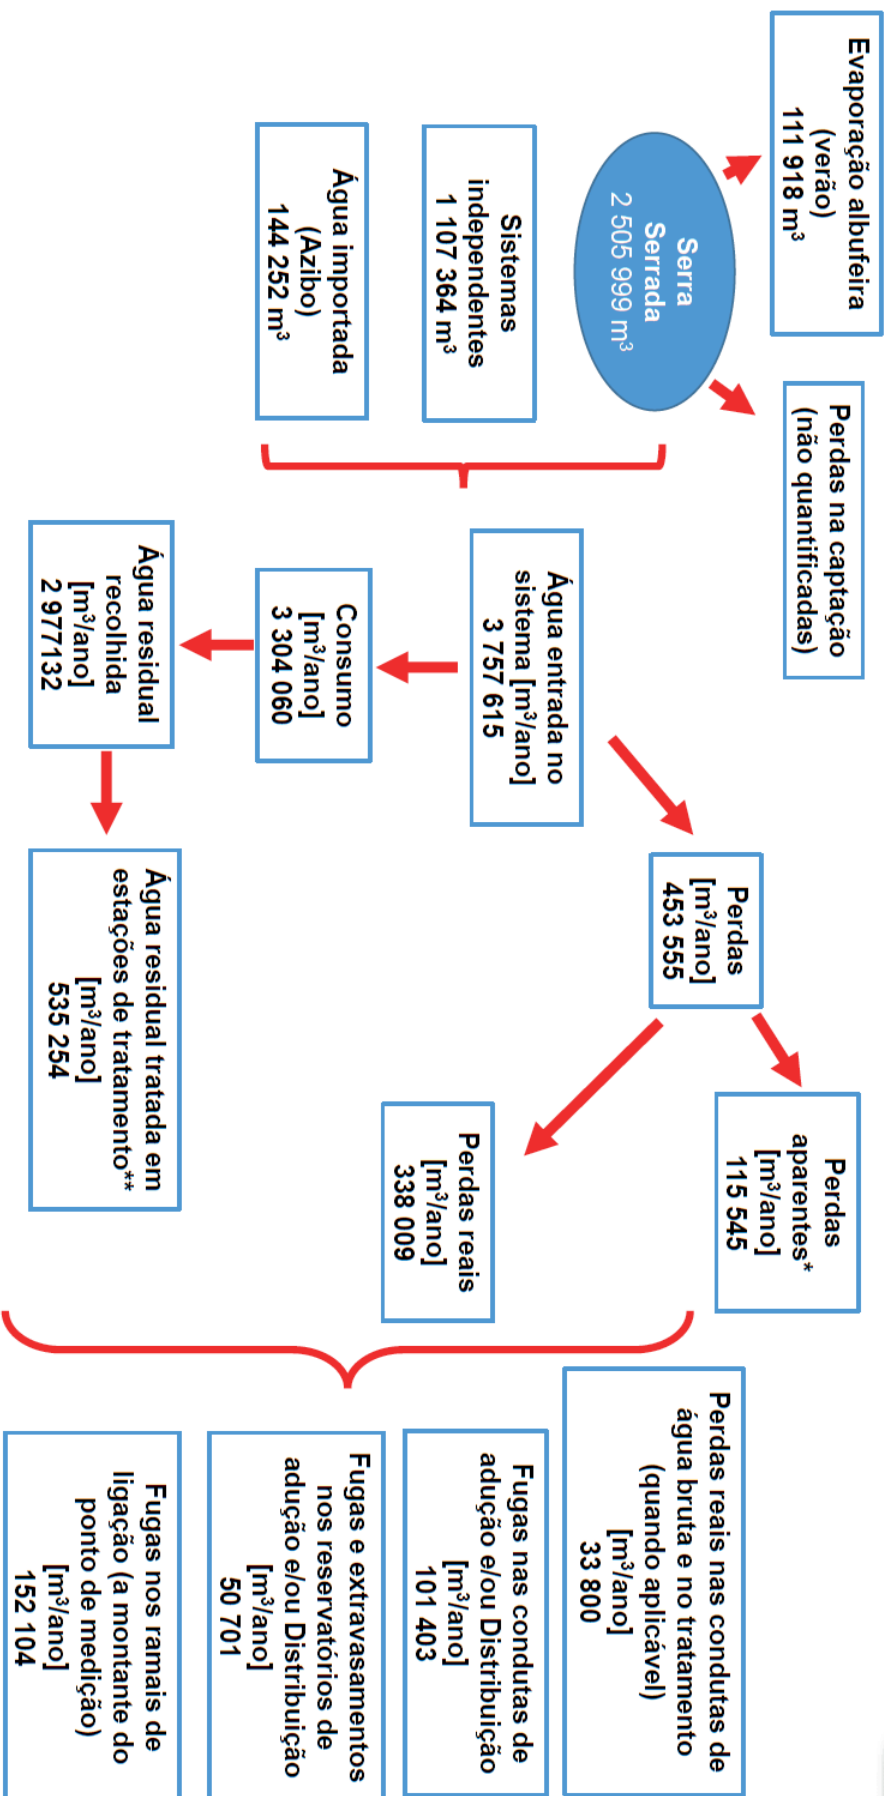 Evaporação albufeira
(verão)
111 918 m³
Perdas na captação
(não quantificadas)
Serra
Serrada
2 505 999 m³
Sistemas
independentes
1 107 364 m³
Água importada
(Azibo)
144 252 m³
Água entrada no
sistema [m³/ano]
3 757 615
Consumo
[m³/ano]
3 304 060
Água residual
recolhida
[m³/ano]
2 977132
Água residual tratada em
estações de tratamento**
[m³/ano]
535 254
Perdas
[m³/ano]
453 555
Perdas
aparentes*
[m³/ano]
115 545
Perdas reais
[m³/ano]
338 009
Perdas reais nas condutas de
água bruta e no tratamento
(quando aplicável)
[m³/ano]
33 800
Fugas nas condutas de
adução e/ou Distribuição
[m³/ano]
101 403
Fugas e extravasamentos
nos reservatórios de
adução e/ou Distribuição
[m³/ano]
50 701
Fugas nos ramais de
ligação (a montante do
ponto de medição)
[m³/ano]
152 104